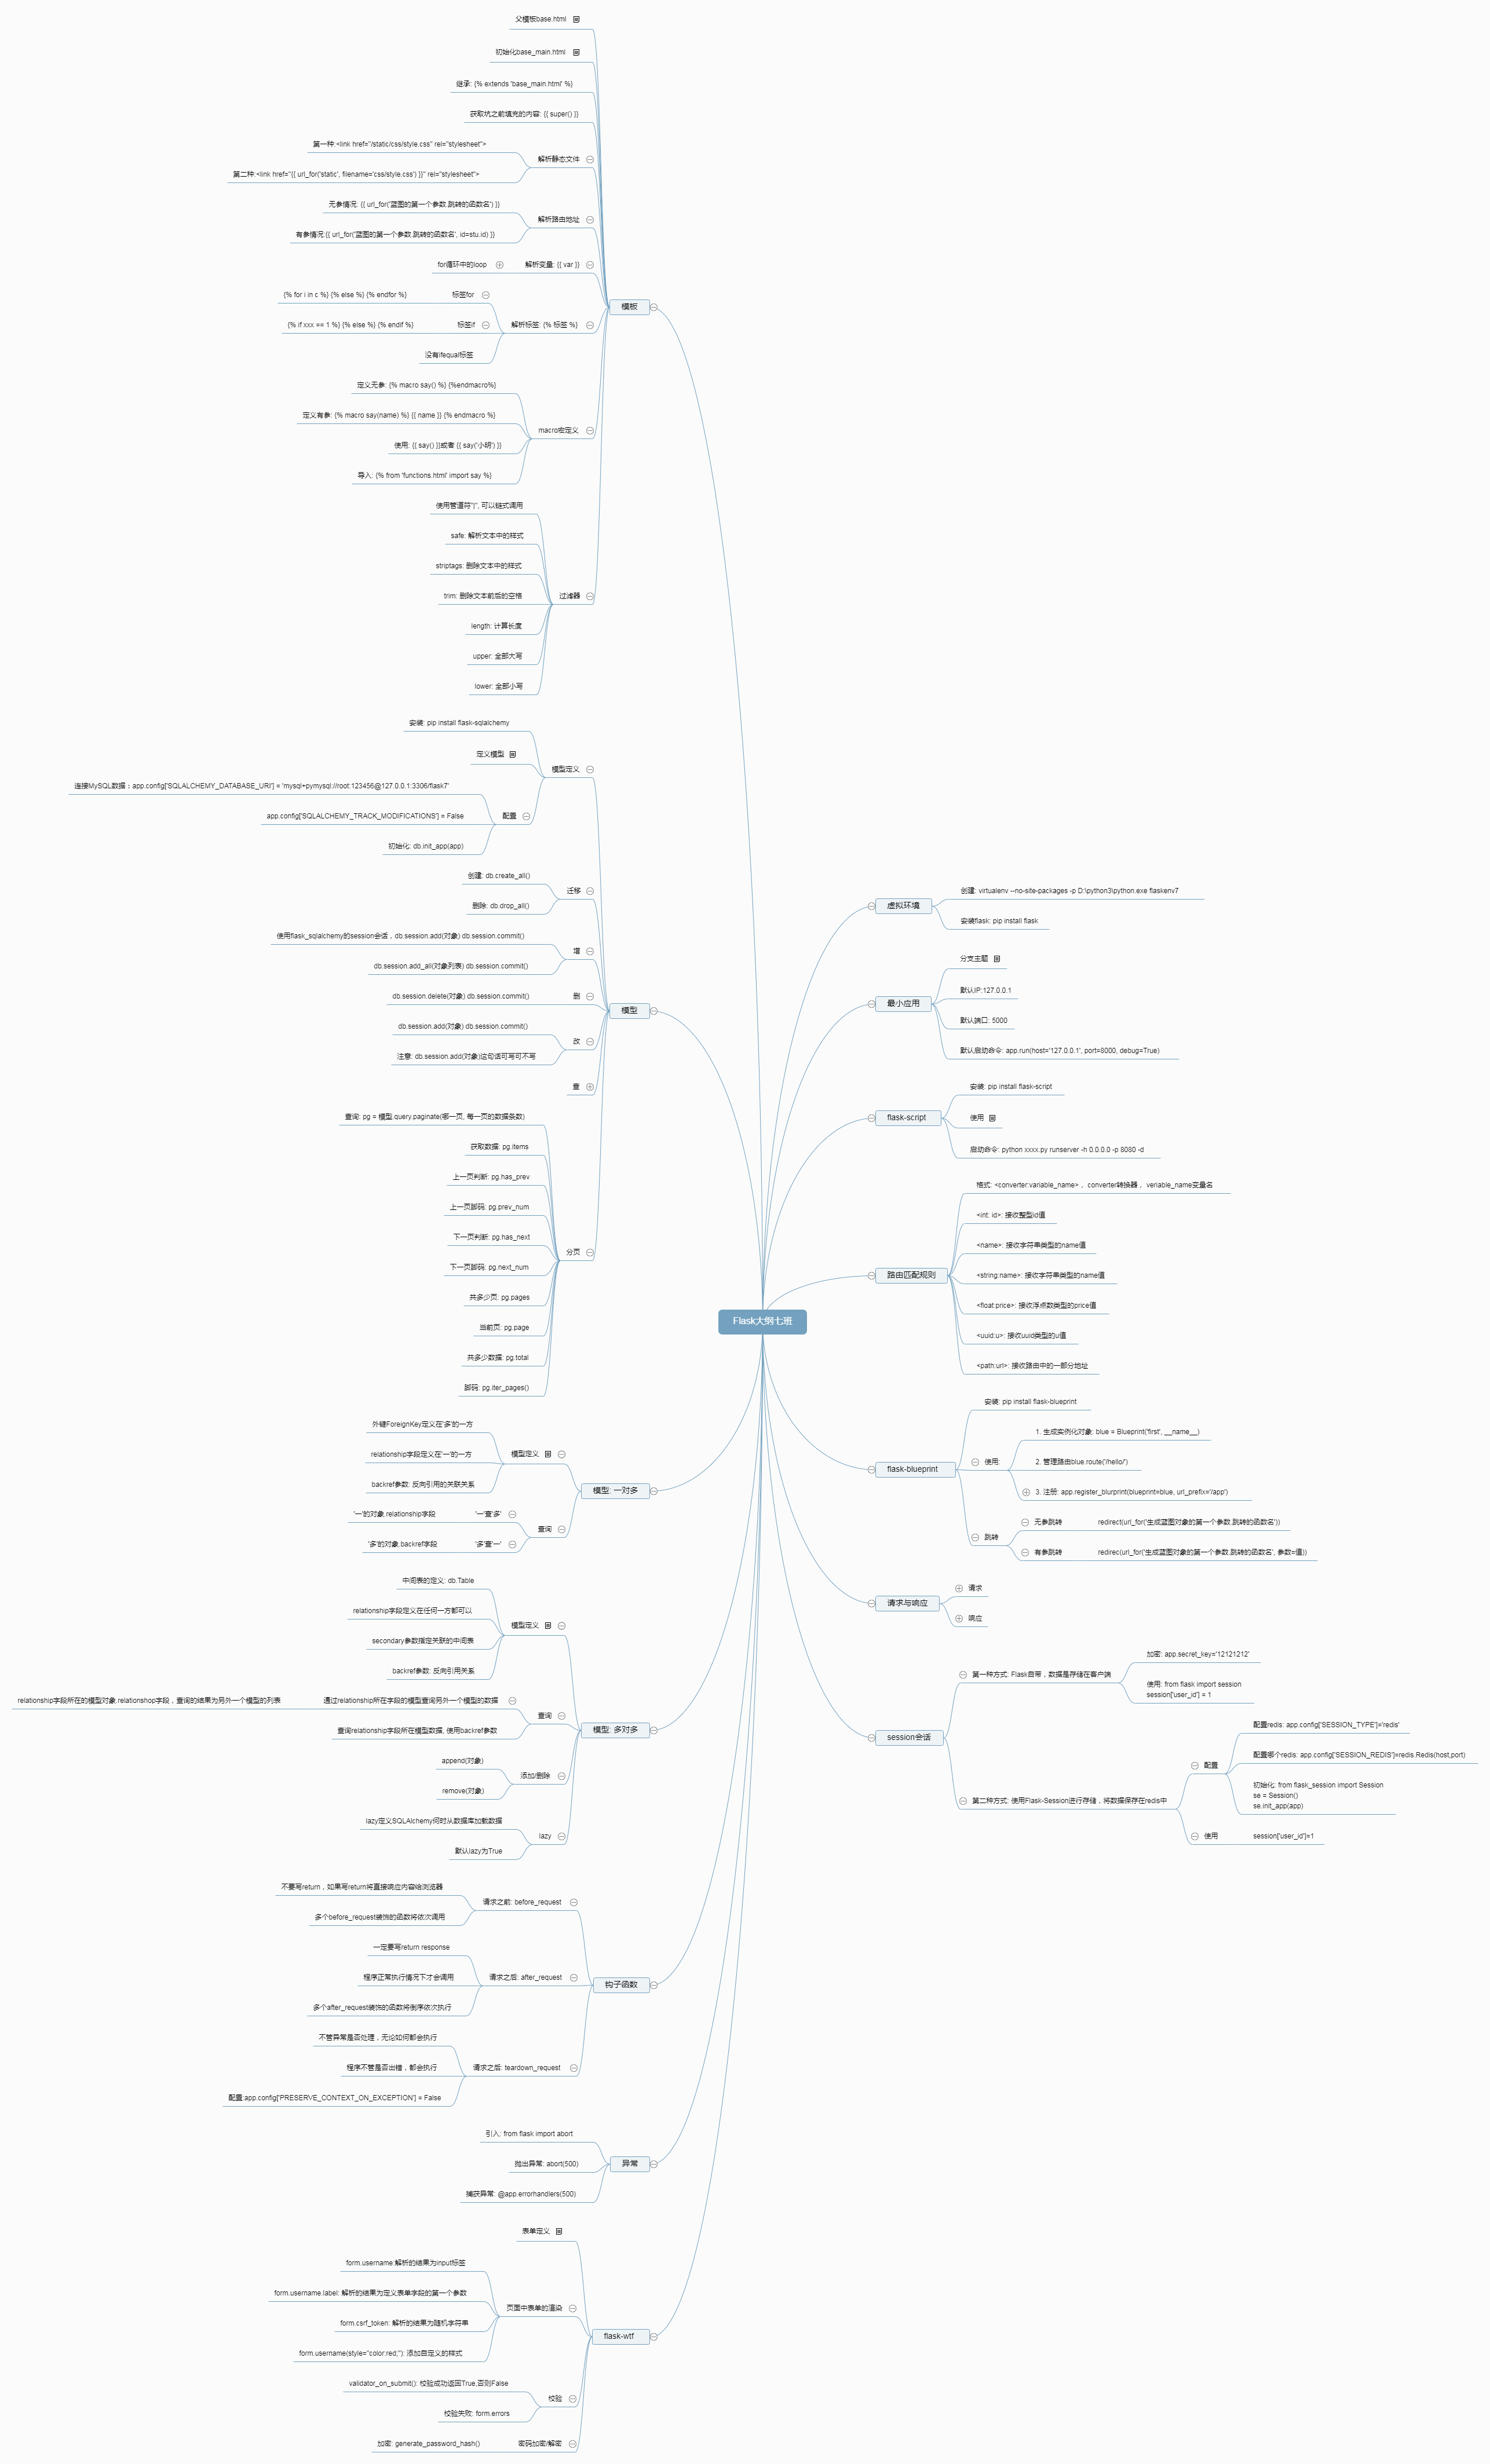 Flask大纲七班
虚拟环境
创建: virtualenv --no-site-packages -p D:\python3\python.exe flaskenv7
安装flask: pip install flask
最小应用
分支主题
默认IP:127.0.0.1
默认端口: 5000
默认启动命令: app.run(host='127.0.0.1', port=8000, debug=True)
flask-script
安装: pip install flask-script
使用
启动命令: python xxxx.py runserver -h 0.0.0.0 -p 8080 -d
路由匹配规则
格式: <converter:variable_name>， converter转换器， veriable_name变量名
<int: id>: 接收整型id值
<name>: 接收字符串类型的name值
<string:name>: 接收字符串类型的name值
<float:price>: 接收浮点数类型的price值
<uuid:u>: 接收uuid类型的u值
<path:url>: 接收路由中的一部分地址
flask-blueprint
安装: pip install flask-blueprint
使用:
1. 生成实例化对象: blue = Blueprint('first', __name__)
2. 管理路由blue.route('/hello/')
3. 注册: app.register_blurprint(blueprint=blue, url_prefix='/app')
跳转
无参跳转
redirect(url_for('生成蓝图对象的第一个参数.跳转的函数名'))
有参跳转
redirec(url_for('生成蓝图对象的第一个参数.跳转的函数名', 参数=值))
请求与响应
请求
响应
session会话
第一种方式: Flask自带，数据是存储在客户端
加密: app.secret_key='12121212'
使用: from flask import session
session['user_id'] = 1
第二种方式: 使用Flask-Session进行存储，将数据保存在redis中
配置
配置redis: app.config['SESSION_TYPE']='redis'
配置哪个redis: app.config['SESSION_REDIS']=redis.Redis(host,port)
初始化: from flask_session import Session
se = Session()
se.init_app(app)
使用
session['user_id']=1
模板
父模板base.html
初始化base_main.html
继承: {% extends 'base_main.html' %}
获取坑之前填充的内容: {{ super() }}
解析静态文件
第一种:<link href="/static/css/style.css" rel="stylesheet">
第二种:<link href="{{ url_for('static', filename='css/style.css') }}" rel="stylesheet">
解析路由地址
无参情况: {{ url_for('蓝图的第一个参数.跳转的函数名') }}
有参情况:{{ url_for('蓝图的第一个参数.跳转的函数名', id=stu.id) }}
解析变量: {{ var }}
for循环中的loop
解析标签: {% 标签 %}
标签for
{% for i in c %} {% else %} {% endfor %}
标签if
{% if xxx == 1 %} {% else %} {% endif %}
没有ifequal标签
macro宏定义
定义无参: {% macro say() %} {%endmacro%}
定义有参: {% macro say(name) %} {{ name }} {% endmacro %}
使用: {{ say() }}或者 {{ say('小明') }}
导入: {% from 'functions.html' import say %}
过滤器
使用管道符"|", 可以链式调用
safe: 解析文本中的样式
striptags: 删除文本中的样式
trim: 删除文本前后的空格
length: 计算长度
upper: 全部大写
lower: 全部小写
模型
模型定义
安装: pip install flask-sqlalchemy
定义模型
配置
连接MySQL数据：app.config['SQLALCHEMY_DATABASE_URI'] = 'mysql+pymysql://root:123456@127.0.0.1:3306/flask7'
app.config['SQLALCHEMY_TRACK_MODIFICATIONS'] = False
初始化: db.init_app(app)
迁移
创建: db.create_all()
删除: db.drop_all()
增
使用flask_sqlalchemy的session会话，db.session.add(对象) db.session.commit()
db.session.add_all(对象列表) db.session.commit()
删
db.session.delete(对象) db.session.commit()
改
db.session.add(对象) db.session.commit()
注意: db.session.add(对象)这句话可写可不写
查
分页
查询: pg = 模型.query.paginate(哪一页, 每一页的数据条数)
获取数据: pg.items
上一页判断: pg.has_prev
上一页脚码: pg.prev_num
下一页判断: pg.has_next
下一页脚码: pg.next_num
共多少页: pg.pages
当前页: pg.page
共多少数据: pg.total
脚码: pg.iter_pages()
模型: 一对多
模型定义
外键ForeignKey定义在'多'的一方
relationship字段定义在'一'的一方
backref参数: 反向引用的关联关系
查询
'一'查'多'
'一'的对象.relationship字段
'多'查'一'
'多'的对象.backref字段
模型: 多对多
模型定义
中间表的定义: db.Table
relationship字段定义在任何一方都可以
secondary参数指定关联的中间表
backref参数: 反向引用关系
查询
通过relationship所在字段的模型查询另外一个模型的数据
relationship字段所在的模型对象.relationshop字段，查询的结果为另外一个模型的列表
查询relationship字段所在模型数据, 使用backref参数
添加/删除
append(对象)
remove(对象)
lazy
lazy定义SQLAlchemy何时从数据库加载数据
默认lazy为True
钩子函数
请求之前: before_request
不要写return，如果写return将直接响应内容给浏览器
多个before_request装饰的函数将依次调用
请求之后: after_request
一定要写return response
程序正常执行情况下才会调用
多个after_request装饰的函数将倒序依次执行
请求之后: teardown_request
不管异常是否处理，无论如何都会执行
程序不管是否出错，都会执行
配置:app.config['PRESERVE_CONTEXT_ON_EXCEPTION'] = False
异常
引入: from flask import abort
抛出异常: abort(500)
捕获异常: @app.errorhandlers(500)
flask-wtf
表单定义
页面中表单的渲染
form.username:解析的结果为input标签
form.username.label: 解析的结果为定义表单字段的第一个参数
form.csrf_token: 解析的结果为随机字符串
form.username(style="color:red;"): 添加自定义的样式
校验
validator_on_submit(): 校验成功返回True,否则False
校验失败: form.errors
密码加密/解密
加密: generate_password_hash()